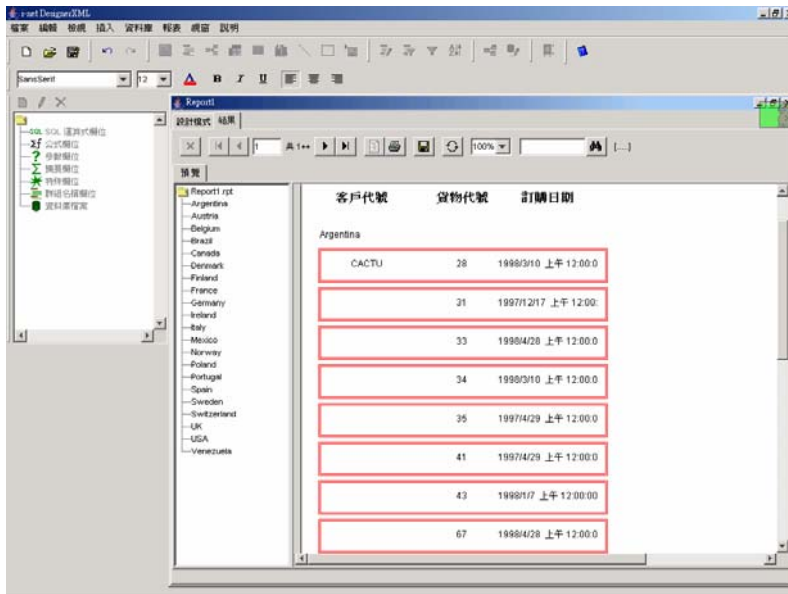 i-net DesignerXML
檔案 編輯 檢視 插入 資料庫 報表 視窗 說明
SansSerif 12 A B I U
SQL SQL 運算式欄位
Σf 公式欄位
? 參數欄位
Σ 摘要欄位
特殊欄位
群組名稱欄位
資料庫檔案
Report1
設計模式 結果
1 共 1++ 100% [....]
預覽
Report1.rpt
Argentina
Austria
Belgium
Brazil
Canada
Denmark
Finland
France
Germany
Ireland
Italy
Mexico
Norway
Poland
Portugal
Spain
Sweden
Switzerland
UK
USA
Venezuela
客戶代號 貨物代號 訂購日期
Argentina
CACTU 28 1998/3/10 上午 12:00:0
31 1997/12/17 上午 12:00:
33 1998/4/28 上午 12:00:0
34 1998/3/10 上午 12:00:0
35 1997/4/29 上午 12:00:0
41 1997/4/29 上午 12:00:0
43 1998/1/7 上午 12:00:00
67 1998/4/28 上午 12:00:0